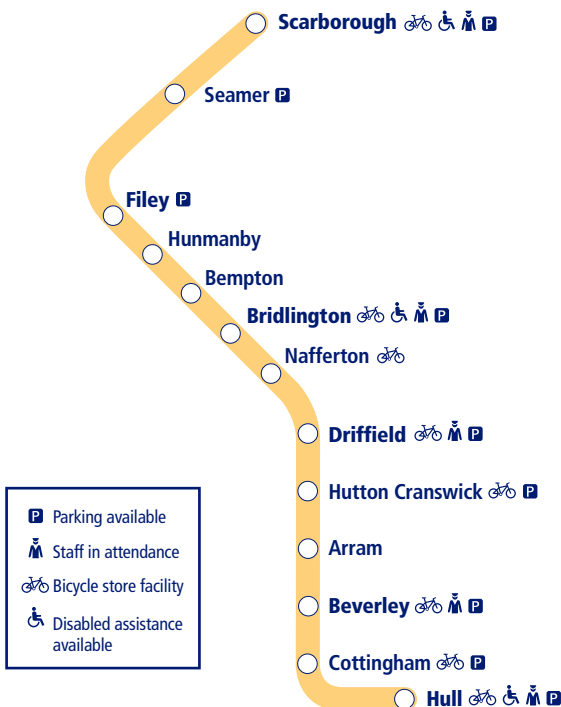 Scarborough P
Seamer P
Filey P
Hunmanby
Bempton
Bridlington P
Nafferton
Driffield P
Hutton Cranswick P
Arram
Beverley P
Cottingham P
Hull P
P Parking available
Staff in attendance
Bicycle store facility
Disabled assistance
available